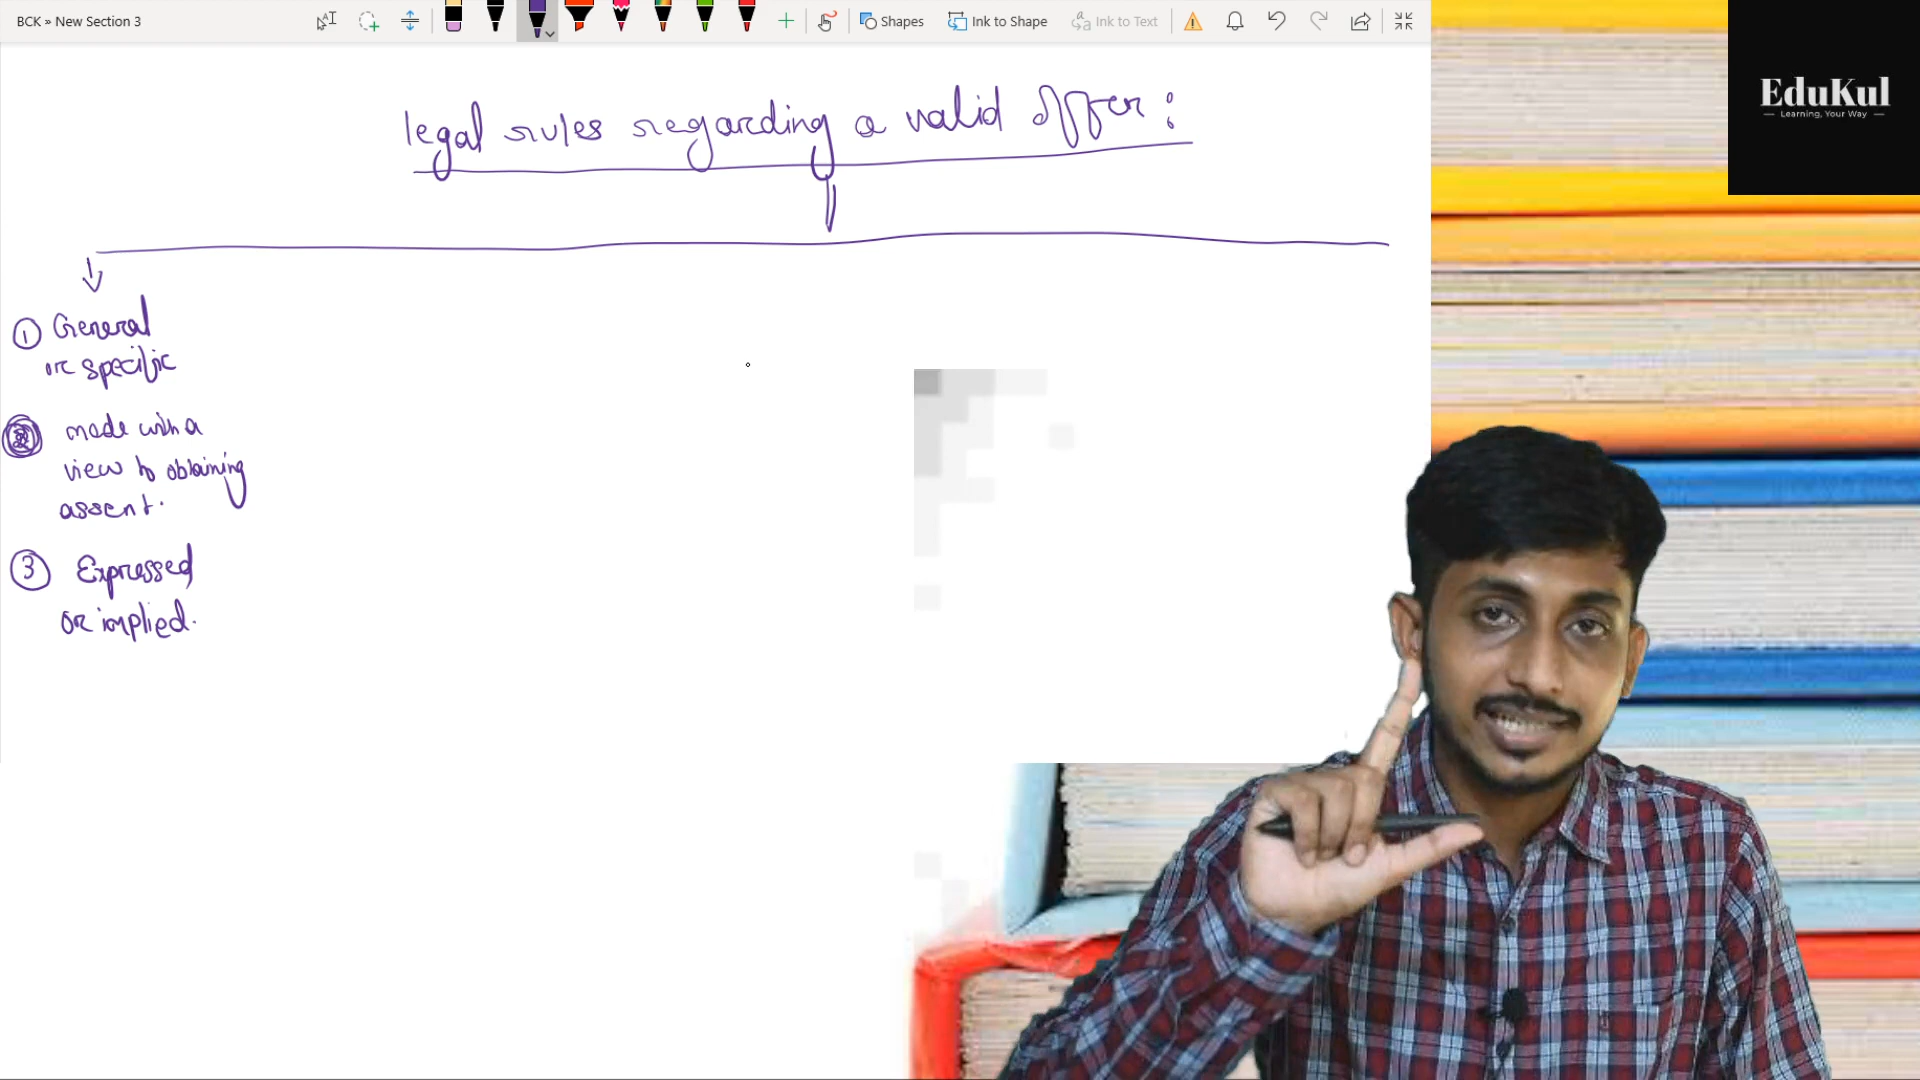 BCK » New Section 3
Shapes
Ink to Shape
Ink to Text
EduKul
Learning, Your Way
legal rules regarding a valid offer:
① General
or specific
② made with a
view to obtaining
assent.
③ Expressed
or implied.